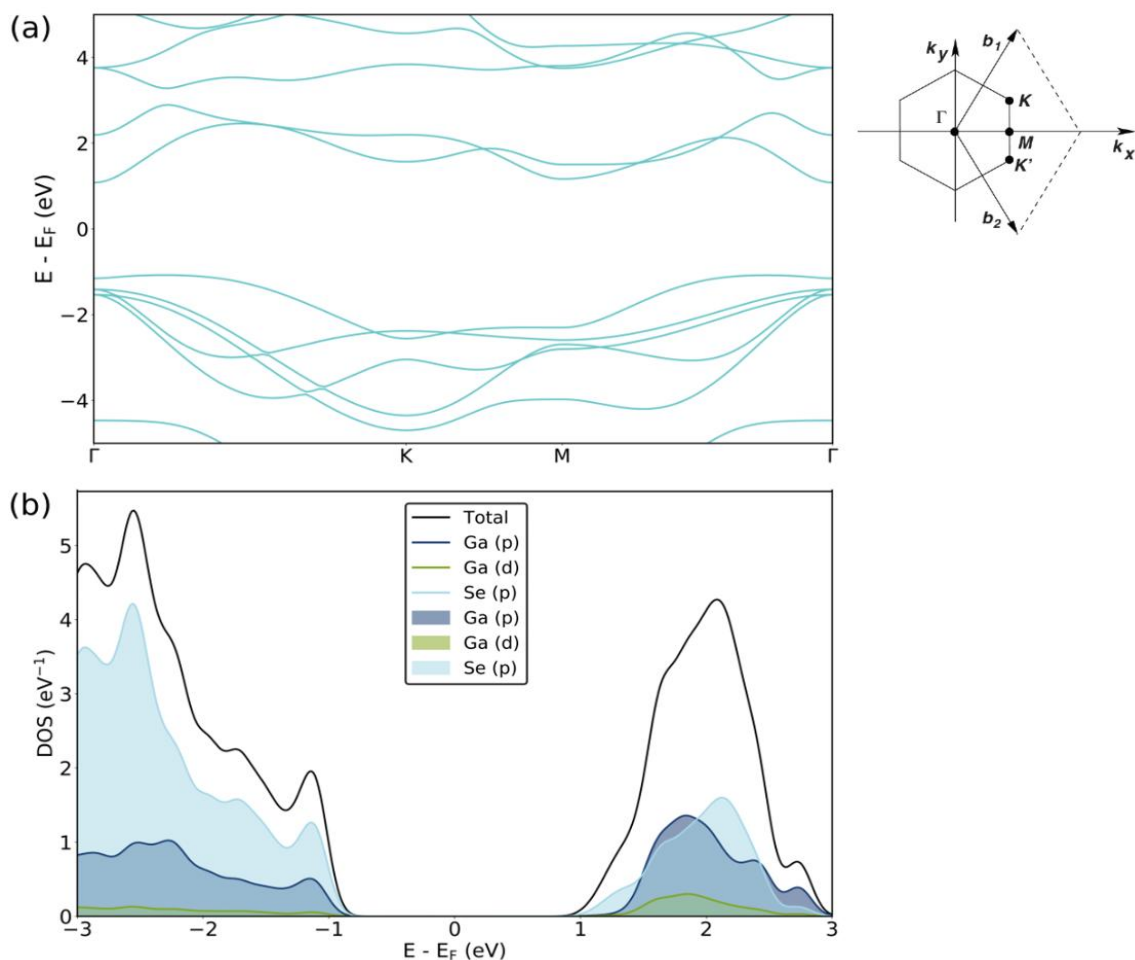 (a)
4
2
0
−2
−4
E - E_F (eV)
Γ
K
M
Γ
k_y
b_1
K
Γ
M
k_x
K'
b_2
(b)
5
4
3
2
1
0
DOS (eV⁻¹)
Total
Ga (p)
Ga (d)
Se (p)
Ga (p)
Ga (d)
Se (p)
−3
−2
−1
0
1
2
3
E - E_F (eV)